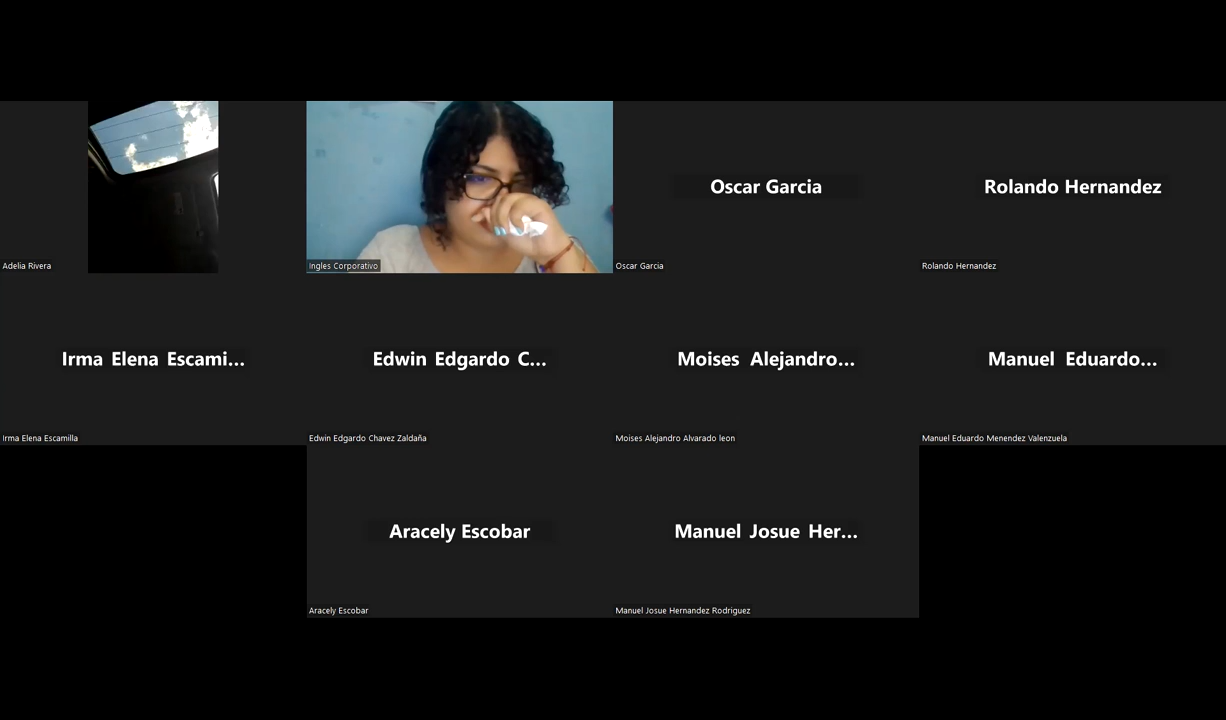 Adelia Rivera
Ingles Corporativo
Oscar Garcia
Oscar Garcia
Rolando Hernandez
Rolando Hernandez
Irma Elena Escami...
Irma Elena Escamilla
Edwin Edgardo C...
Edwin Edgardo Chavez Zaldaña
Moises Alejandro...
Moises Alejandro Alvarado leon
Manuel Eduardo...
Manuel Eduardo Menendez Valenzuela
Aracely Escobar
Aracely Escobar
Manuel Josue Her...
Manuel Josue Hernandez Rodriguez